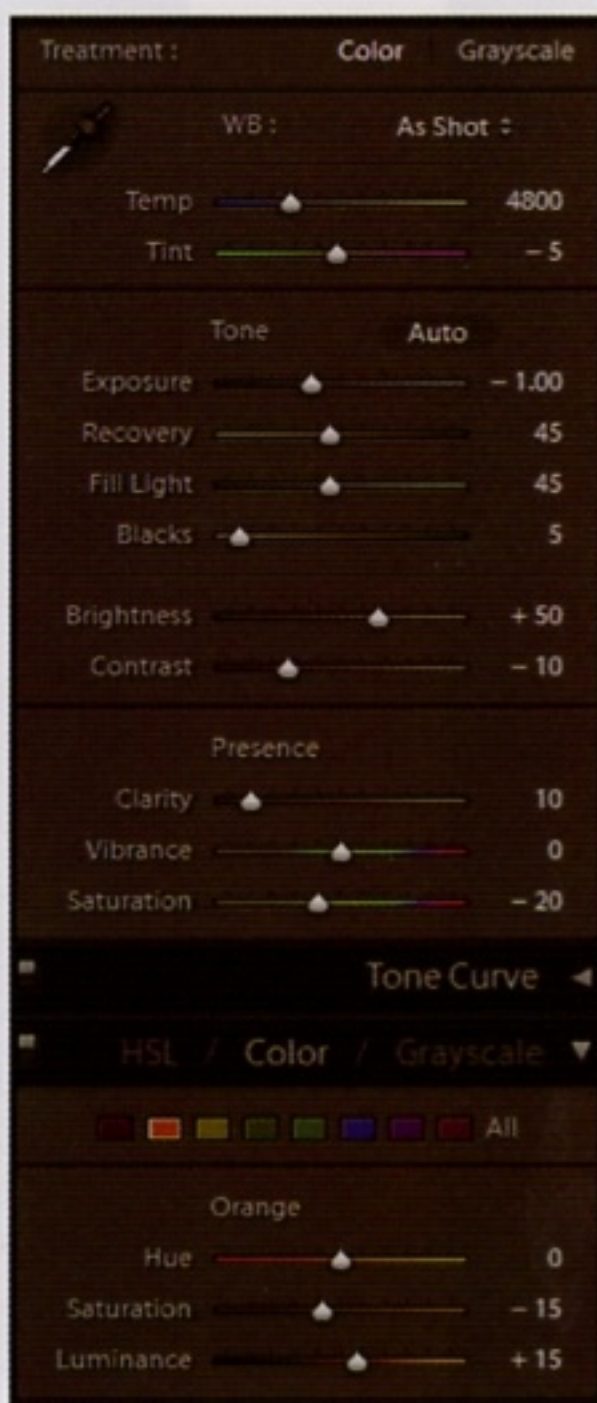 Treatment : Color Grayscale
WB : As Shot
Temp 4800
Tint – 5
Tone Auto
Exposure – 1.00
Recovery 45
Fill Light 45
Blacks 5
Brightness + 50
Contrast – 10
Presence
Clarity 10
Vibrance 0
Saturation – 20
Tone Curve
HSL / Color / Grayscale
All
Orange
Hue 0
Saturation – 15
Luminance + 15